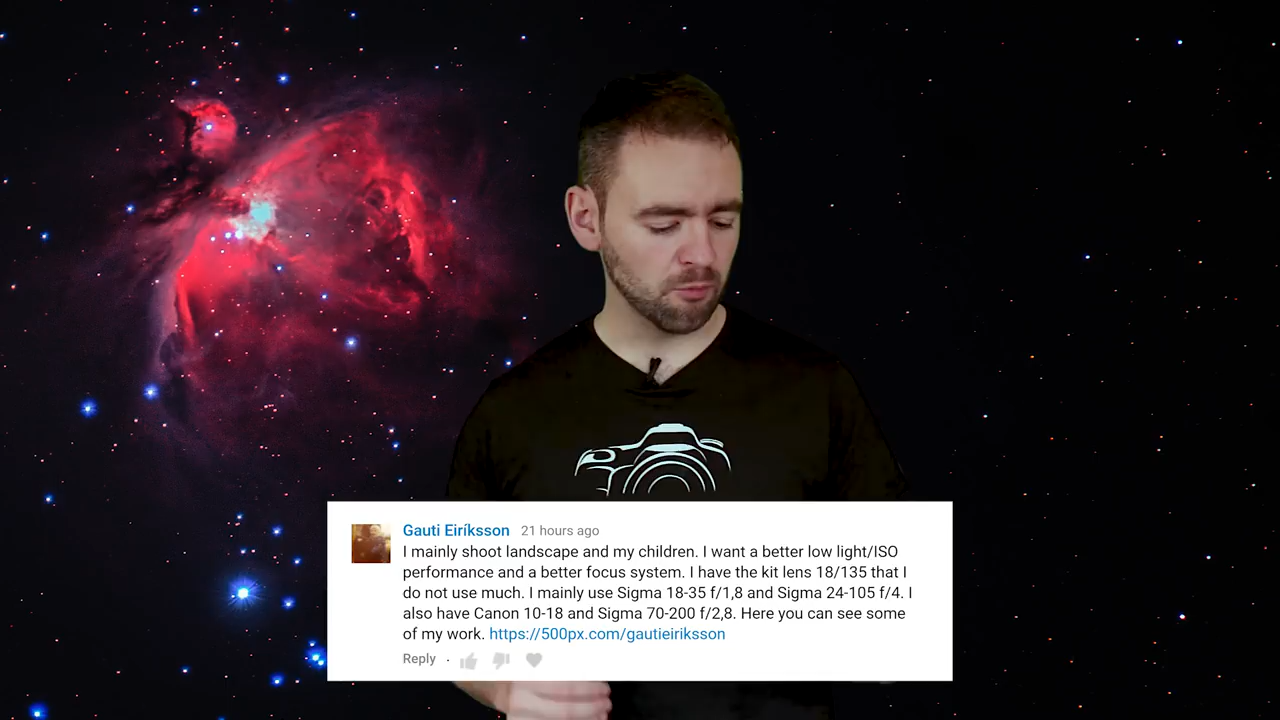 Gauti Eiríksson 21 hours ago
I mainly shoot landscape and my children. I want a better low light/ISO
performance and a better focus system. I have the kit lens 18/135 that I
do not use much. I mainly use Sigma 18-35 f/1,8 and Sigma 24-105 f/4. I
also have Canon 10-18 and Sigma 70-200 f/2,8. Here you can see some
of my work. https://500px.com/gautieiriksson
Reply ·